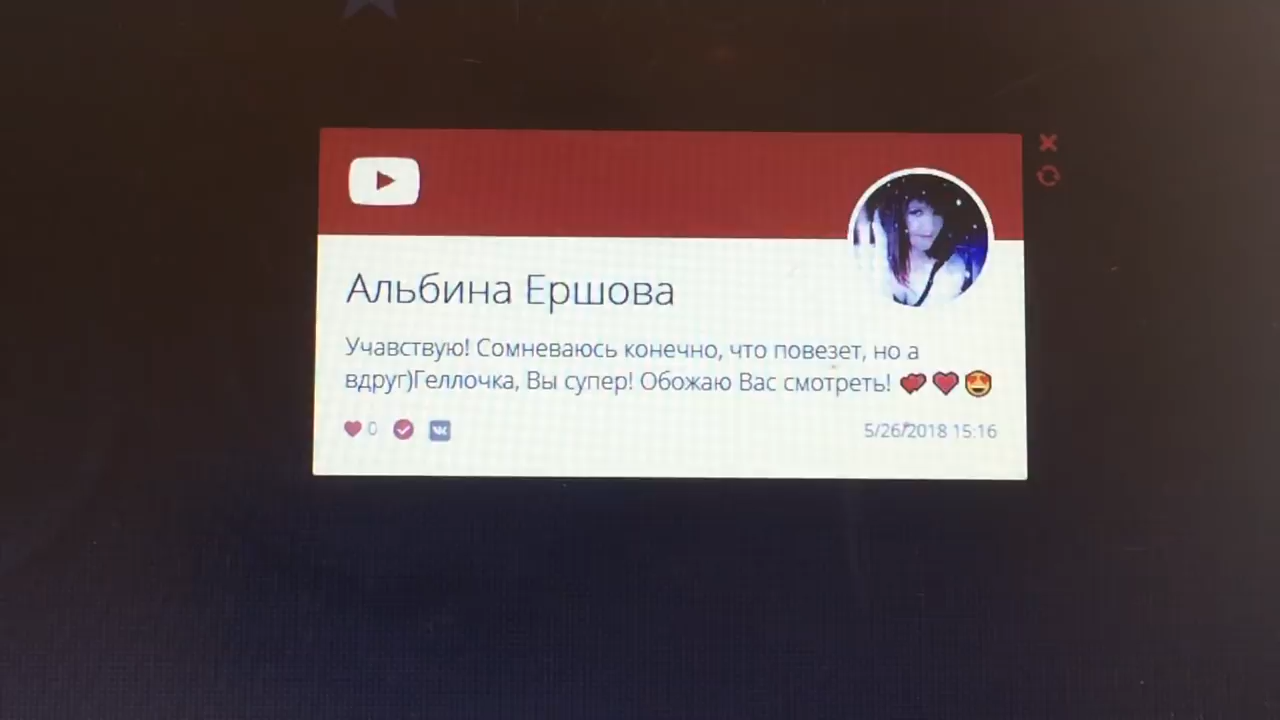 Альбина Ершова
Учавствую! Сомневаюсь конечно, что повезет, но а
вдруг)Геллочка, Вы супер! Обожаю Вас смотреть! 💕 ❤️ 😍
0
5/26/2018 15:16